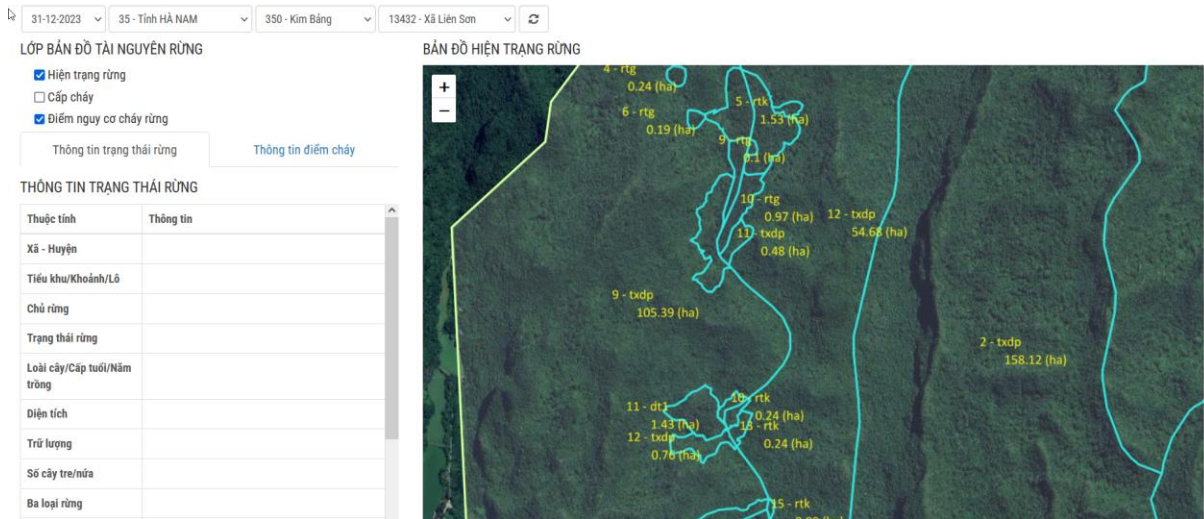 31-12-2023
35 - Tỉnh HÀ NAM
350 - Kim Bảng
13432 - Xã Liên Sơn
LỚP BẢN ĐỒ TÀI NGUYÊN RỪNG
Hiện trạng rừng
Cấp cháy
Điểm nguy cơ cháy rừng
Thông tin trạng thái rừng
Thông tin điểm cháy
THÔNG TIN TRẠNG THÁI RỪNG
Thuộc tính Thông tin
Xã - Huyện
Tiểu khu/Khoảnh/Lô
Chủ rừng
Trạng thái rừng
Loài cây/Cấp tuổi/Năm
trồng
Diện tích
Trữ lượng
Số cây tre/nứa
Ba loại rừng
BẢN ĐỒ HIỆN TRẠNG RỪNG
+
−
4 - rtg
0.24 (ha)
6 - rtg
0.19 (ha)
5 - rtk
1.53 (ha)
9 - rtg
0.1 (ha)
10 - rtg
0.97 (ha)
11 - txdp
0.48 (ha)
12 - txdp
54.68 (ha)
9 - txdp
105.39 (ha)
2 - txdp
158.12 (ha)
11 - dt1
1.43 (ha)
12 - txdp
0.76 (ha)
rtk
0.24 (ha)
13 - rtk
0.24 (ha)
15 - rtk